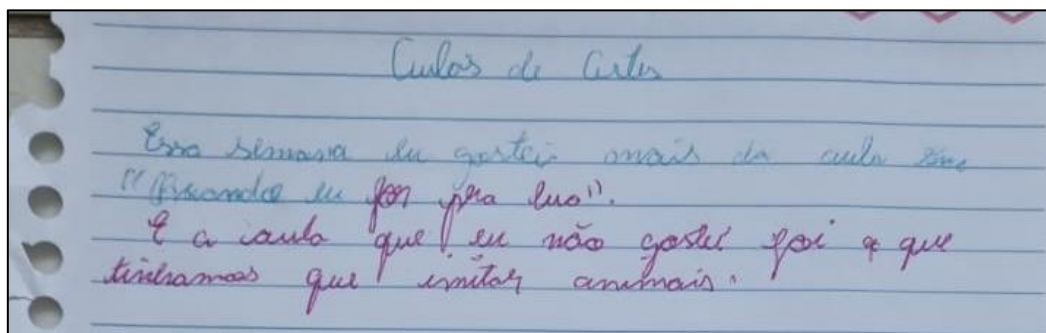 Aulas de Artes
Essa semana eu gostei mais da aula zine
"Quando eu for pra lua".
E a aula que eu não gostei foi a que
tinhamos que imitar animais.